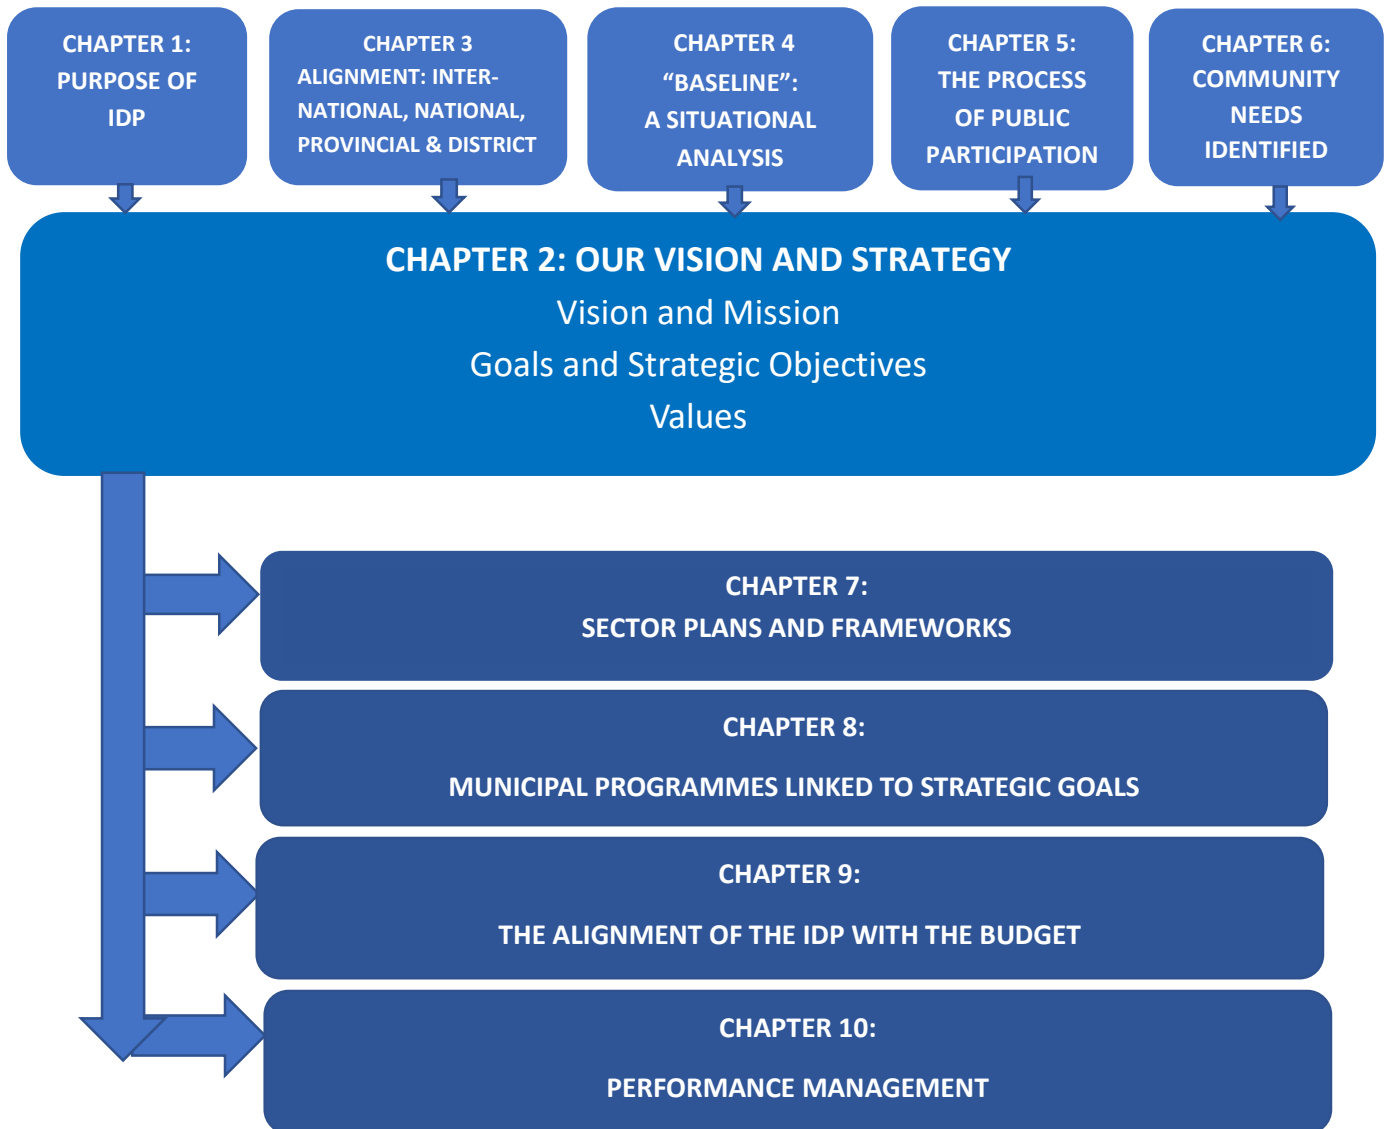 CHAPTER 1:
PURPOSE OF
IDP
CHAPTER 3
ALIGNMENT: INTER-
NATIONAL, NATIONAL,
PROVINCIAL & DISTRICT
CHAPTER 4
“BASELINE”:
A SITUATIONAL
ANALYSIS
CHAPTER 5:
THE PROCESS
OF PUBLIC
PARTICIPATION
CHAPTER 6:
COMMUNITY
NEEDS
IDENTIFIED
CHAPTER 2: OUR VISION AND STRATEGY
Vision and Mission
Goals and Strategic Objectives
Values
CHAPTER 7:
SECTOR PLANS AND FRAMEWORKS
CHAPTER 8:
MUNICIPAL PROGRAMMES LINKED TO STRATEGIC GOALS
CHAPTER 9:
THE ALIGNMENT OF THE IDP WITH THE BUDGET
CHAPTER 10:
PERFORMANCE MANAGEMENT